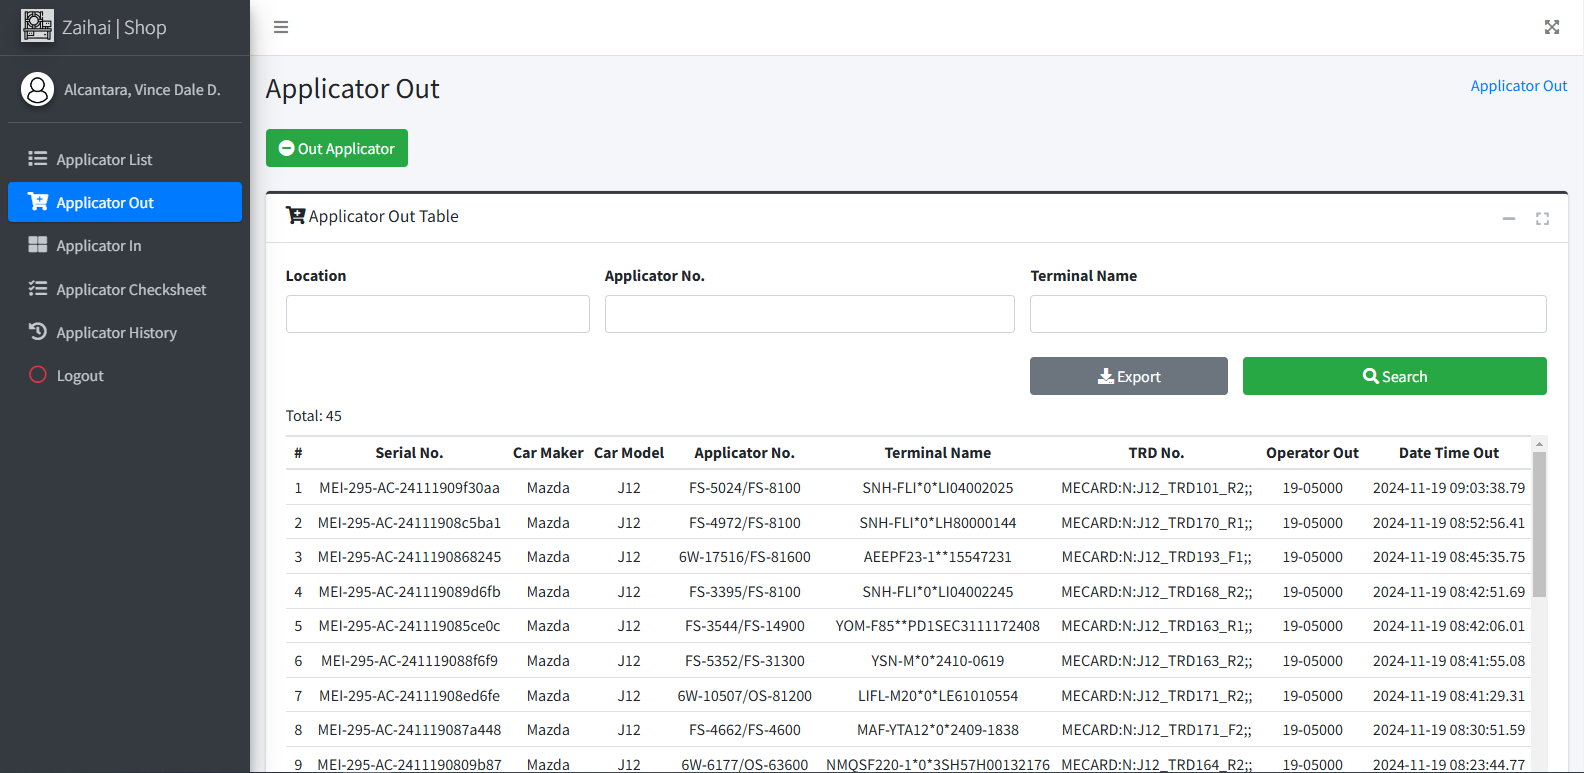 Zaihai | Shop
Alcantara, Vince Dale D.
Applicator List
Applicator Out
Applicator In
Applicator Checksheet
Applicator History
Logout
Applicator Out
Applicator Out
Out Applicator
Applicator Out Table
Location Applicator No. Terminal Name
Export Search
Total: 45
# Serial No. Car Maker Car Model Applicator No. Terminal Name TRD No. Operator Out Date Time Out
1 MEI-295-AC-24111909f30aa Mazda J12 FS-5024/FS-8100 SNH-FLI*0*LI04002025 MECARD:N:J12_TRD101_R2;; 19-05000 2024-11-19 09:03:38.79
2 MEI-295-AC-24111908c5ba1 Mazda J12 FS-4972/FS-8100 SNH-FLI*0*LH80000144 MECARD:N:J12_TRD170_R1;; 19-05000 2024-11-19 08:52:56.41
3 MEI-295-AC-2411190868245 Mazda J12 6W-17516/FS-81600 AEEPF23-1**15547231 MECARD:N:J12_TRD193_F1;; 19-05000 2024-11-19 08:45:35.75
4 MEI-295-AC-241119089d6fb Mazda J12 FS-3395/FS-8100 SNH-FLI*0*LI04002245 MECARD:N:J12_TRD168_R2;; 19-05000 2024-11-19 08:42:51.69
5 MEI-295-AC-241119085ce0c Mazda J12 FS-3544/FS-14900 YOM-F85**PD1SEC3111172408 MECARD:N:J12_TRD163_R1;; 19-05000 2024-11-19 08:42:06.01
6 MEI-295-AC-241119088f6f9 Mazda J12 FS-5352/FS-31300 YSN-M*0*2410-0619 MECARD:N:J12_TRD163_R2;; 19-05000 2024-11-19 08:41:55.08
7 MEI-295-AC-24111908ed6fe Mazda J12 6W-10507/OS-81200 LIFL-M20*0*LE61010554 MECARD:N:J12_TRD171_R2;; 19-05000 2024-11-19 08:41:29.31
8 MEI-295-AC-241119087a448 Mazda J12 FS-4662/FS-4600 MAF-YTA12*0*2409-1838 MECARD:N:J12_TRD171_F2;; 19-05000 2024-11-19 08:30:51.59
9 MEI-295-AC-2411190809b87 Mazda J12 6W-6177/OS-63600 NMQSF220-1*0*3SH57H00132176 MECARD:N:J12_TRD164_R2;; 19-05000 2024-11-19 08:23:44.77